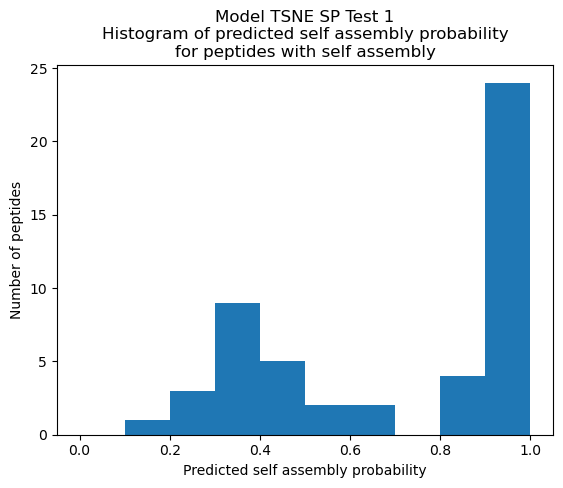 Model TSNE SP Test 1
Histogram of predicted self assembly probability
for peptides with self assembly
25
20
15
10
5
0
0.0 0.2 0.4 0.6 0.8 1.0
Number of peptides
Predicted self assembly probability